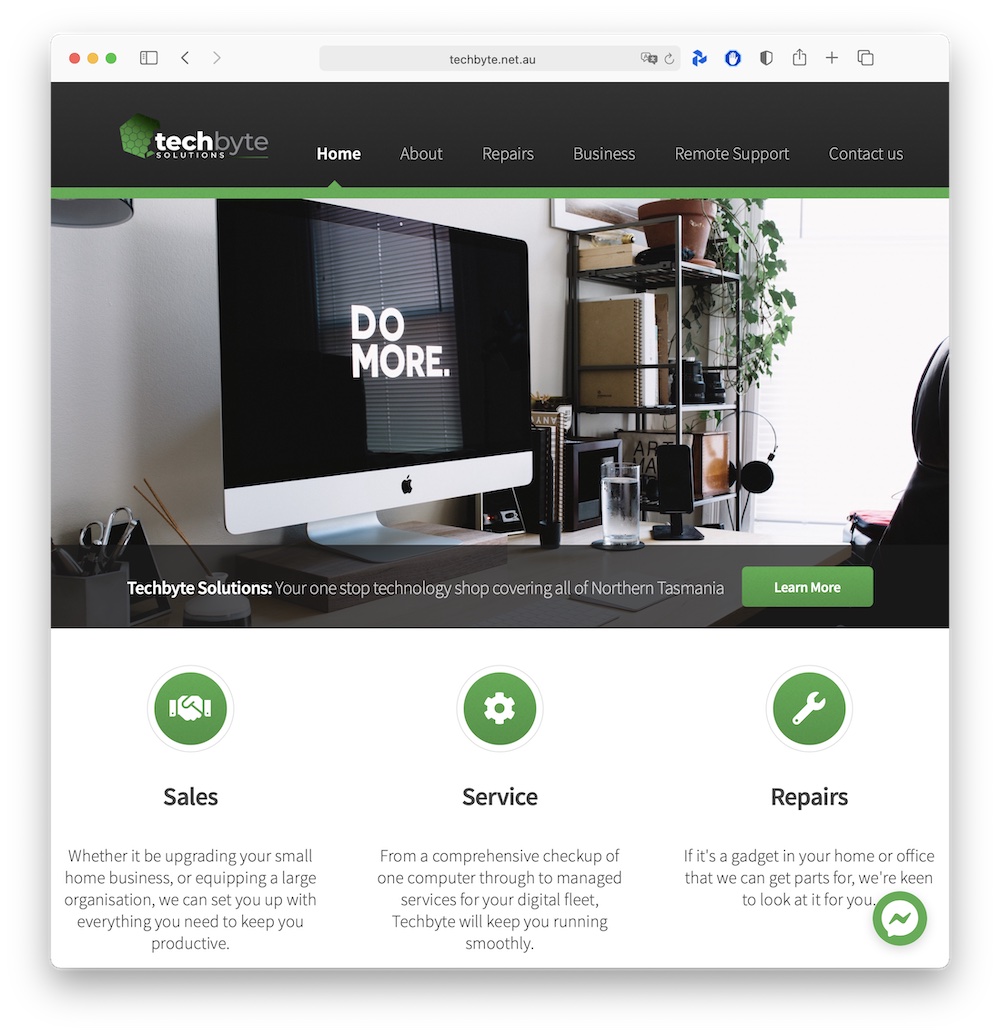 techbyte.net.au
techbyte
SOLUTIONS
Home About Repairs Business Remote Support Contact us
DO
MORE.
Techbyte Solutions: Your one stop technology shop covering all of Northern Tasmania
Learn More
Sales
Service
Repairs
Whether it be upgrading your small
home business, or equipping a large
organisation, we can set you up with
everything you need to keep you
productive.
From a comprehensive checkup of
one computer through to managed
services for your digital fleet,
Techbyte will keep you running
smoothly.
If it's a gadget in your home or office
that we can get parts for, we're keen
to look at it for you.